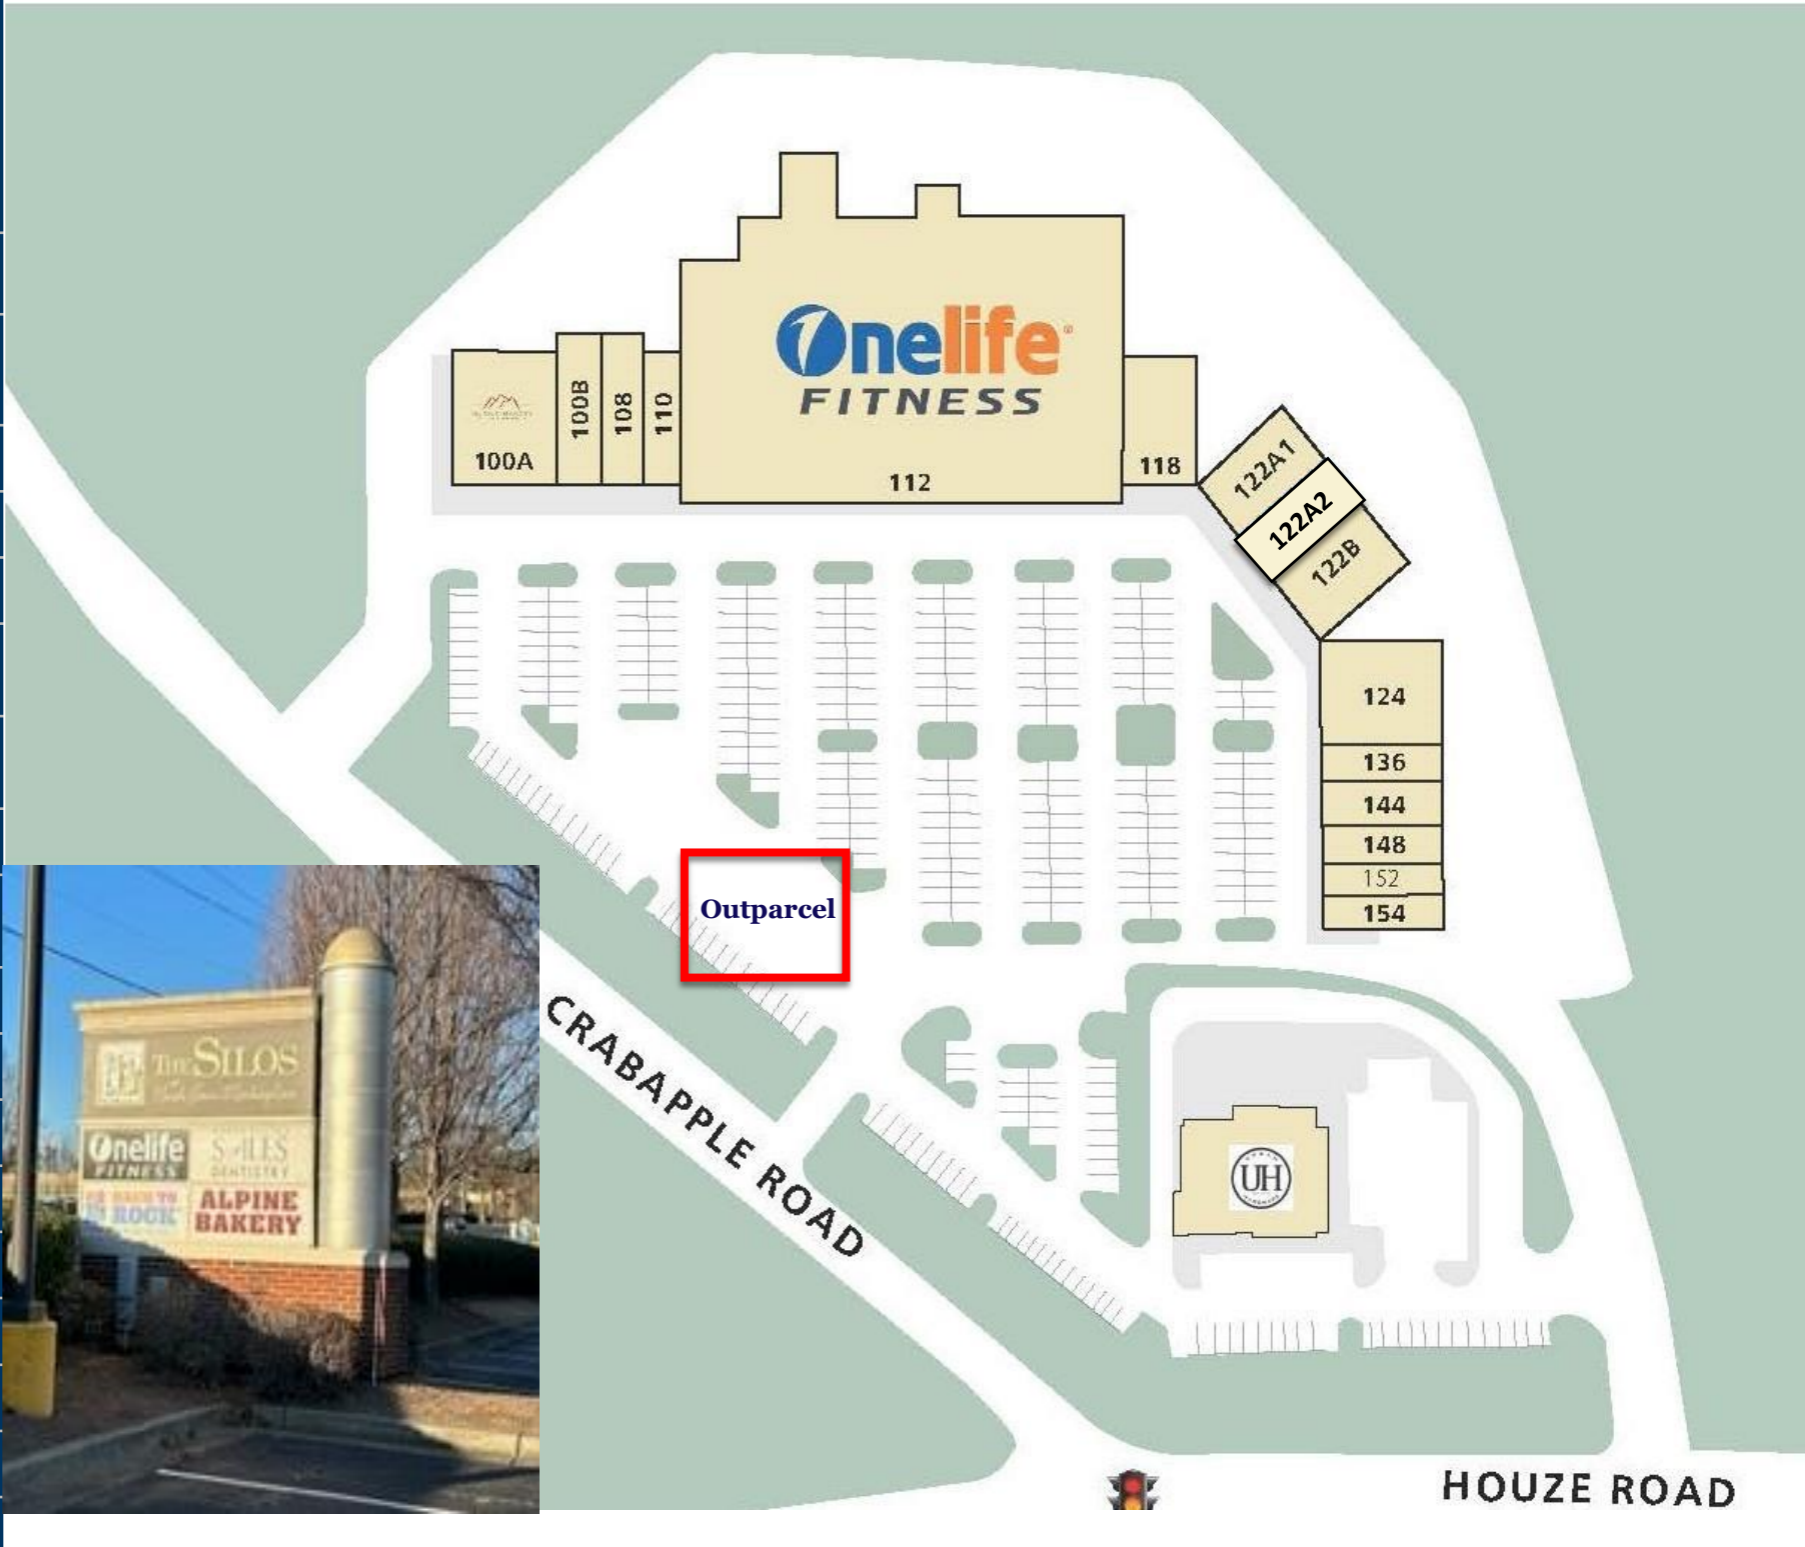 Onelife
FITNESS
100A
100B
108
110
112
118
122A1
122A2
122B
124
136
144
148
152
154
Outparcel
CRABAPPLE ROAD
UH
HOUZE ROAD
THE SILOS
Onelife
FITNESS
SMILES
DENTISTRY
ROCK
ALPINE
BAKERY